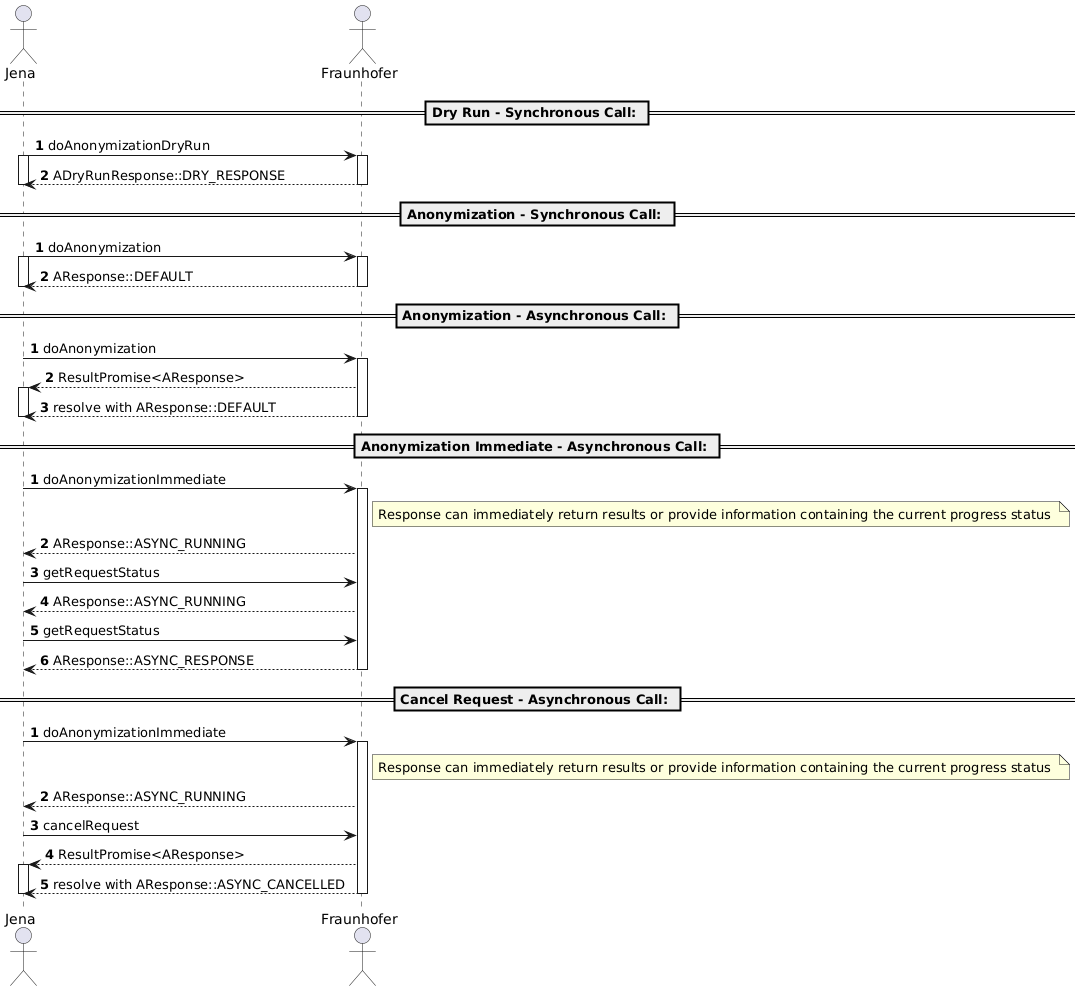 Jena Fraunhofer
Dry Run - Synchronous Call:
1 doAnonymizationDryRun
2 ADryRunResponse::DRY_RESPONSE
Anonymization - Synchronous Call:
1 doAnonymization
2 AResponse::DEFAULT
Anonymization - Asynchronous Call:
1 doAnonymization
2 ResultPromise<AResponse>
3 resolve with AResponse::DEFAULT
Anonymization Immediate - Asynchronous Call:
1 doAnonymizationImmediate
Response can immediately return results or provide information containing the current progress status
2 AResponse::ASYNC_RUNNING
3 getRequestStatus
4 AResponse::ASYNC_RUNNING
5 getRequestStatus
6 AResponse::ASYNC_RESPONSE
Cancel Request - Asynchronous Call:
1 doAnonymizationImmediate
Response can immediately return results or provide information containing the current progress status
2 AResponse::ASYNC_RUNNING
3 cancelRequest
4 ResultPromise<AResponse>
5 resolve with AResponse::ASYNC_CANCELLED
Jena Fraunhofer